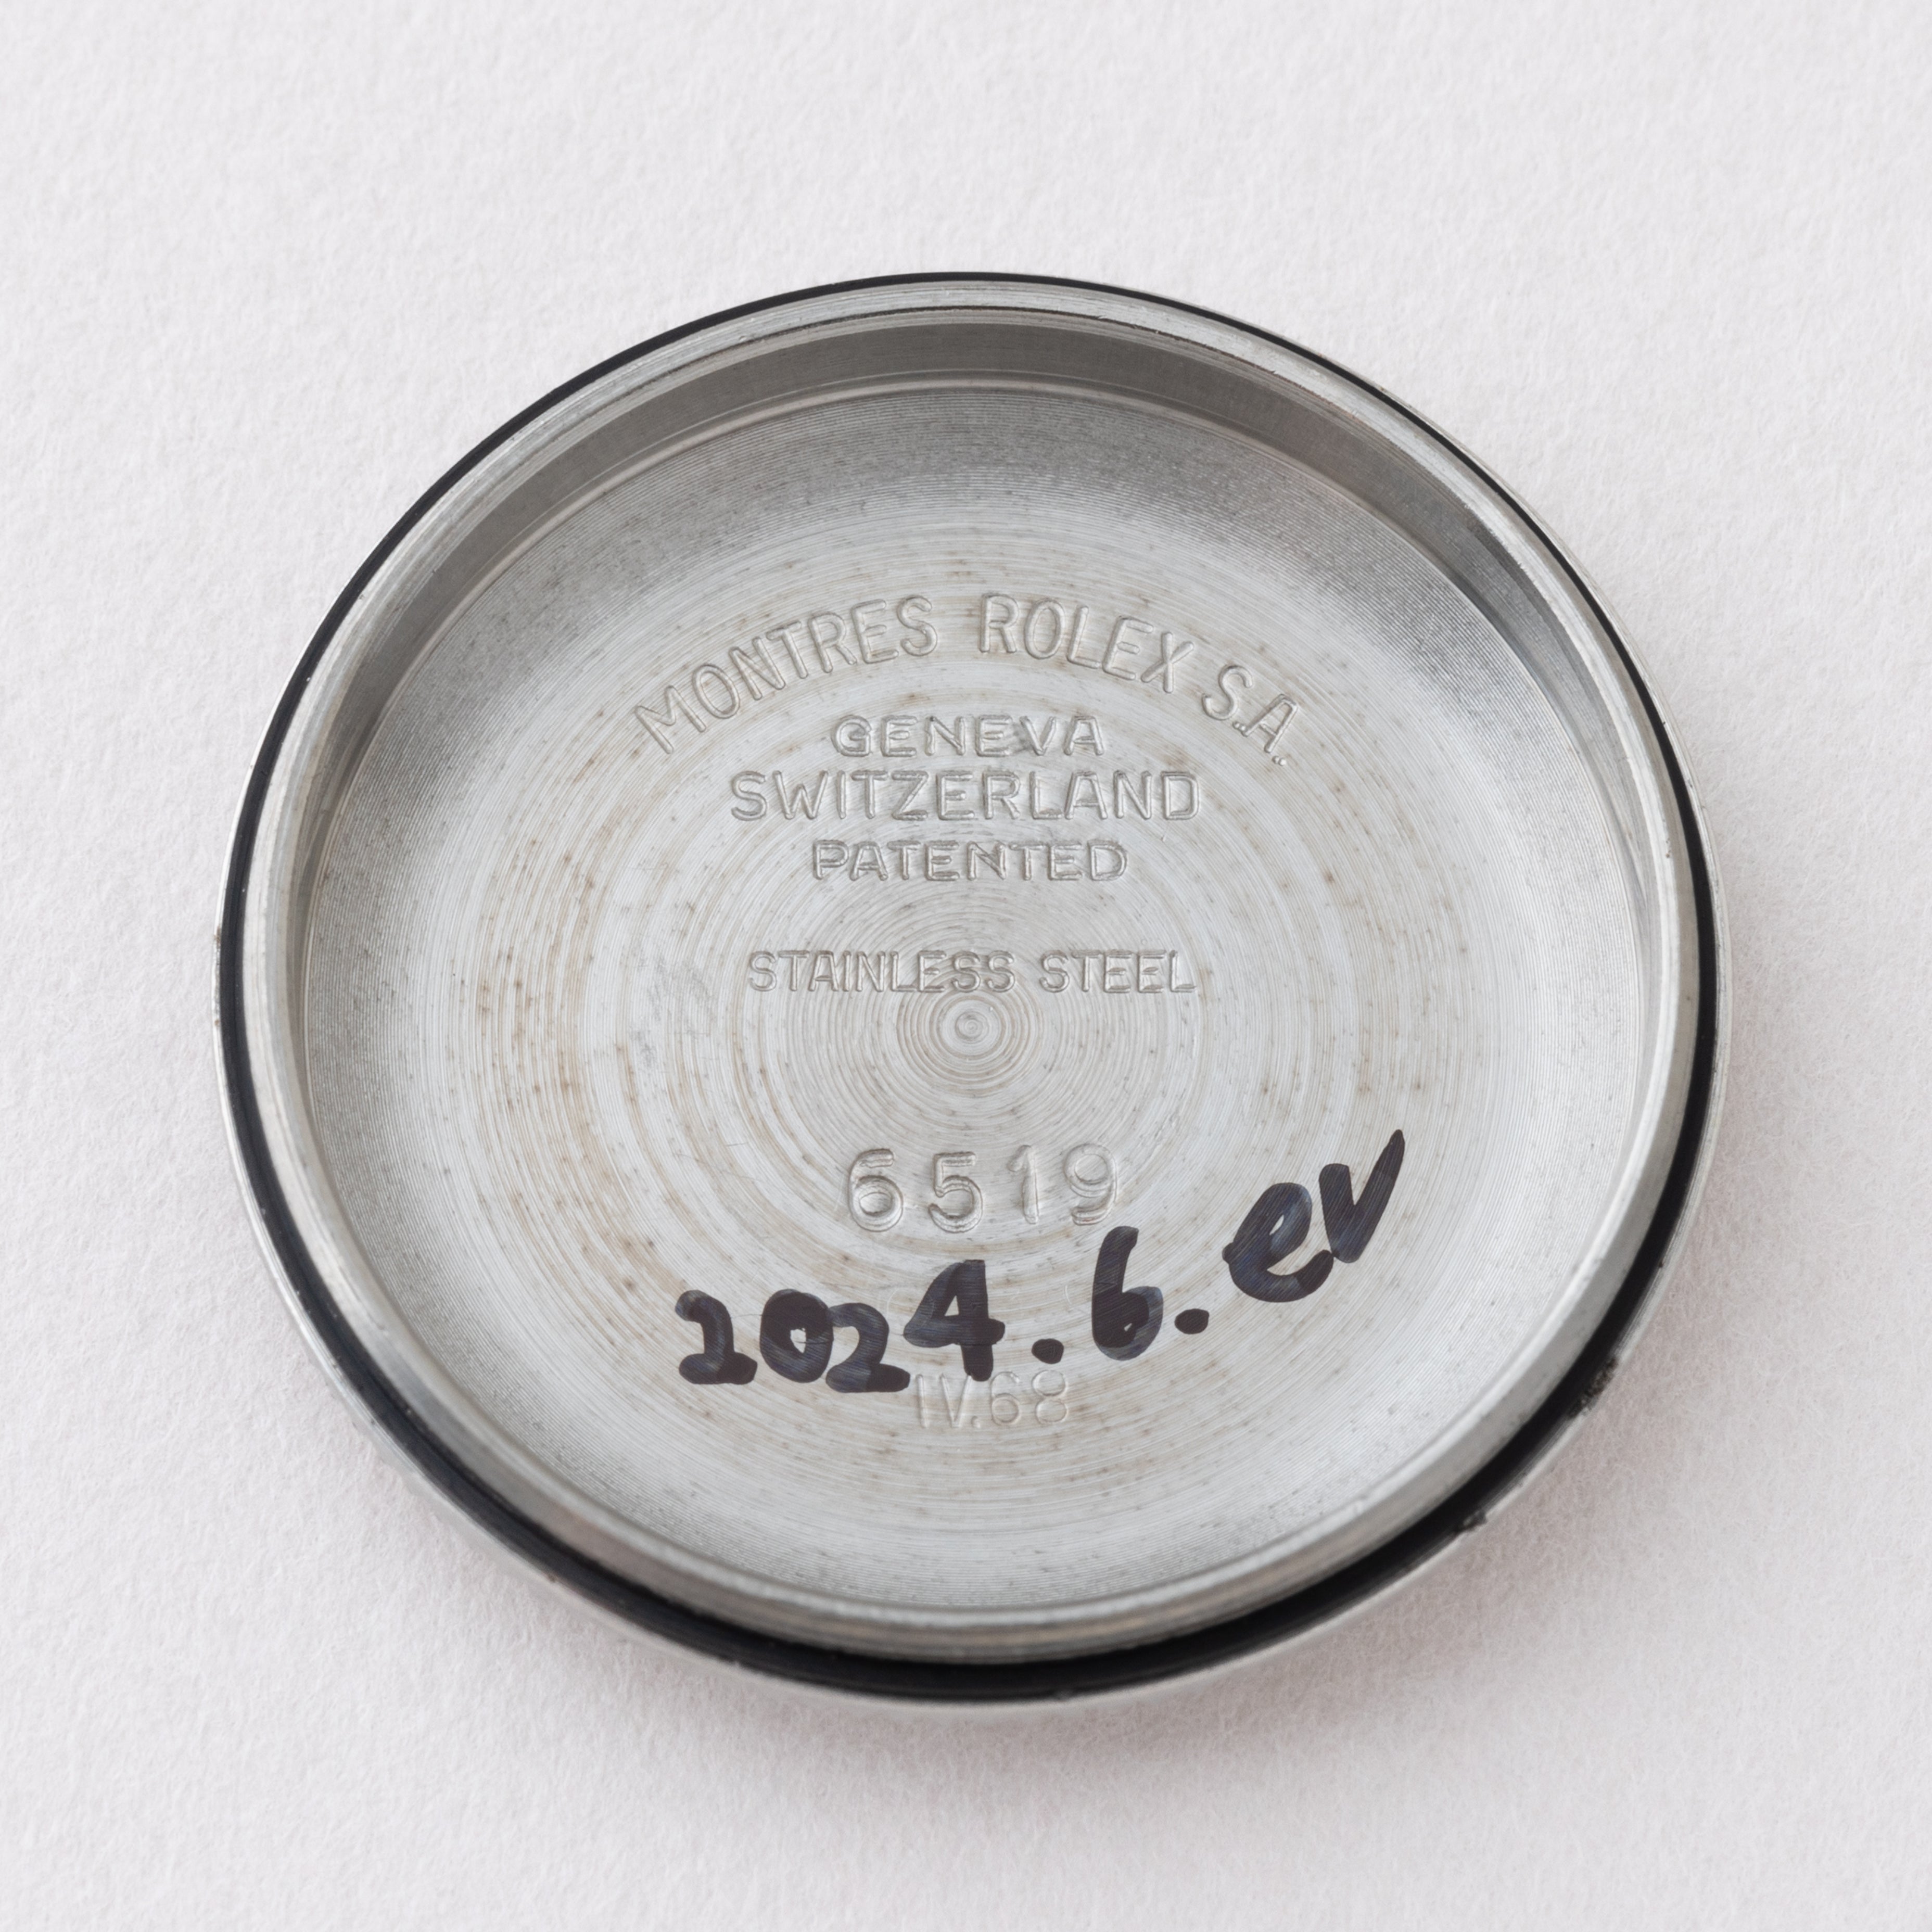 MONTRES ROLEX S.A.
GENEVA
SWITZERLAND
PATENTED
STAINLESS STEEL
6519
2024.6.ev
IV.68